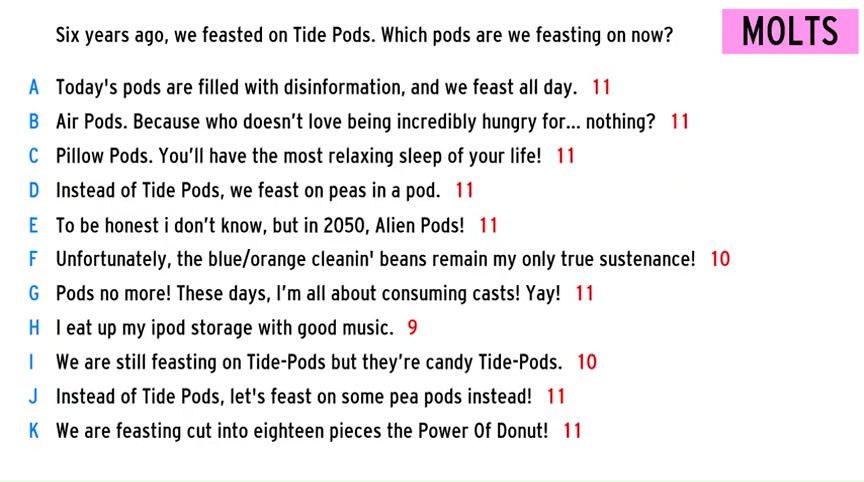 Six years ago, we feasted on Tide Pods. Which pods are we feasting on now?
MOLTS
A Today's pods are filled with disinformation, and we feast all day. 11
B Air Pods. Because who doesn't love being incredibly hungry for... nothing? 11
C Pillow Pods. You'll have the most relaxing sleep of your life! 11
D Instead of Tide Pods, we feast on peas in a pod. 11
E To be honest i don't know, but in 2050, Alien Pods! 11
F Unfortunately, the blue/orange cleanin' beans remain my only true sustenance! 10
G Pods no more! These days, I'm all about consuming casts! Yay! 11
H I eat up my ipod storage with good music. 9
I We are still feasting on Tide-Pods but they're candy Tide-Pods. 10
J Instead of Tide Pods, let's feast on some pea pods instead! 11
K We are feasting cut into eighteen pieces the Power Of Donut! 11